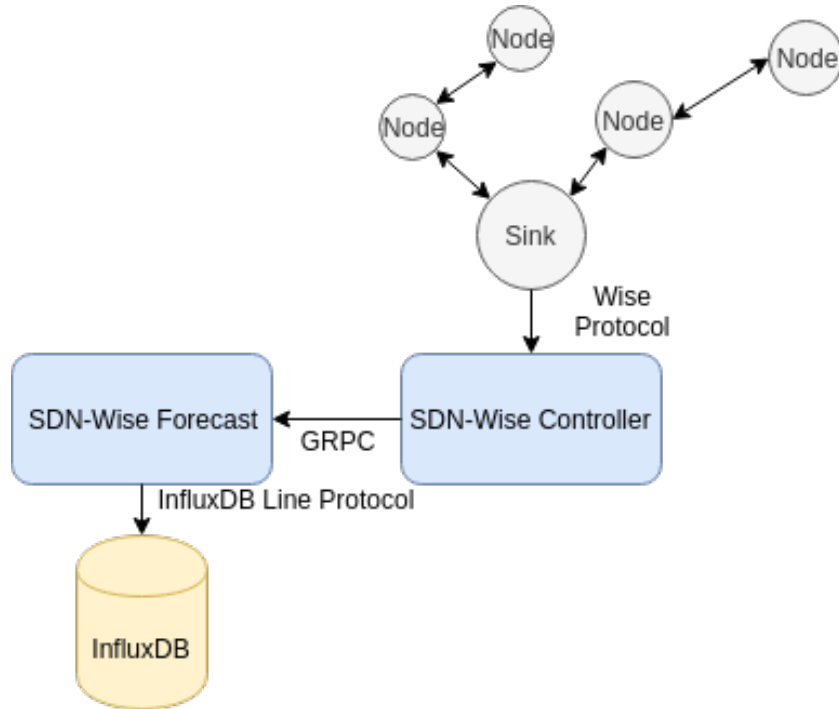 Node
Node
Node
Node
Sink
Wise
Protocol
SDN-Wise Forecast
SDN-Wise Controller
GRPC
InfluxDB Line Protocol
InfluxDB